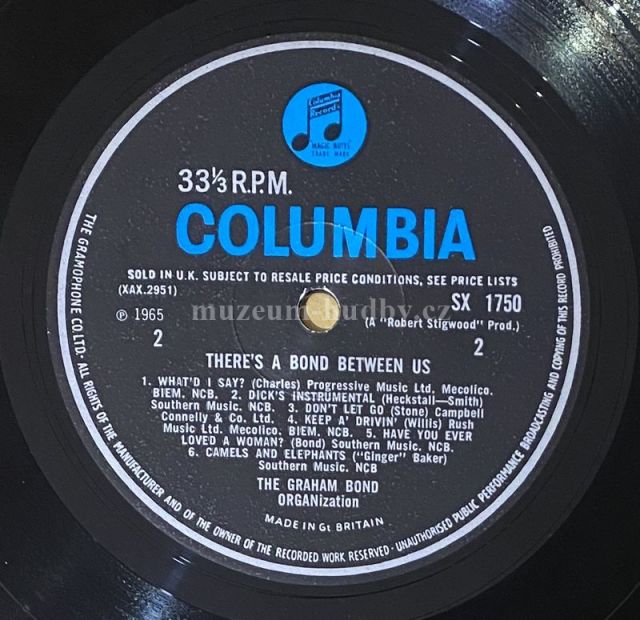 Columbia
Records
"MAGIC NOTES"
TRADE MARK
33⅓ R.P.M.
COLUMBIA
SOLD IN U.K. SUBJECT TO RESALE PRICE CONDITIONS, SEE PRICE LISTS
(XAX.2951)
SX 1750
muzeum-hudby.cz
℗ 1965
(A "Robert Stigwood" Prod.)
2
2
THERE'S A BOND BETWEEN US
1. WHAT'D I SAY? (Charles) Progressive Music Ltd. Mecolico.
BIEM. NCB. 2. DICK'S INSTRUMENTAL (Heckstall—Smith)
Southern Music. NCB. 3. DON'T LET GO (Stone) Campbell
Connelly & Co. Ltd. 4. KEEP A' DRIVIN' (Willis) Rush
Music Ltd. Mecolico. BIEM. NCB. 5. HAVE YOU EVER
LOVED A WOMAN? (Bond) Southern Music. NCB.
6. CAMELS AND ELEPHANTS ("Ginger" Baker)
Southern Music. NCB
THE GRAHAM BOND
ORGANization
MADE IN Gt. BRITAIN
THE GRAMOPHONE CO. LTD· ALL RIGHTS OF THE MANUFACTURER AND OF THE OWNER OF THE RECORDED WORK RESERVED· UNAUTHORISED PUBLIC PERFORMANCE BROADCASTING AND COPYING OF THIS RECORD PROHIBITED